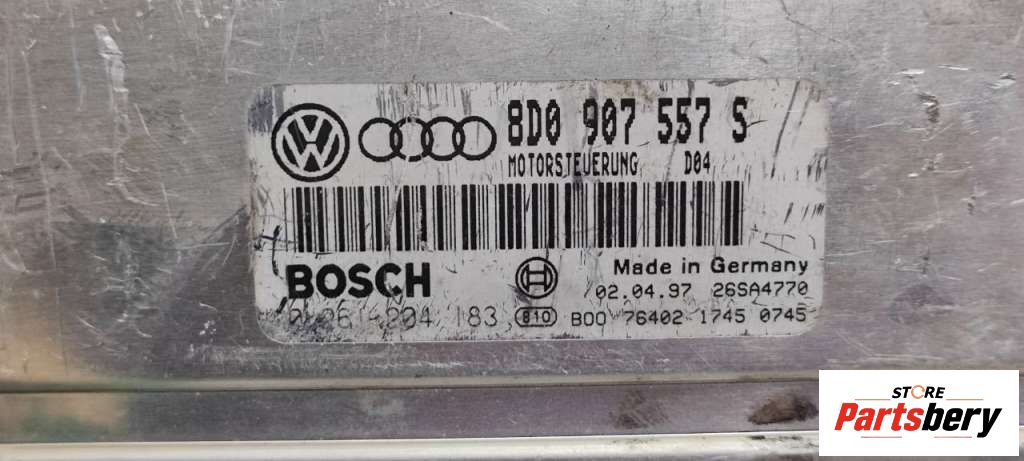 8D0 907 557 S
MOTORSTEUERUNG D04
BOSCH
Made in Germany
02.04.97 26SA4770
204 183 810 B00 76402 1745 0745
STORE
Partsbery